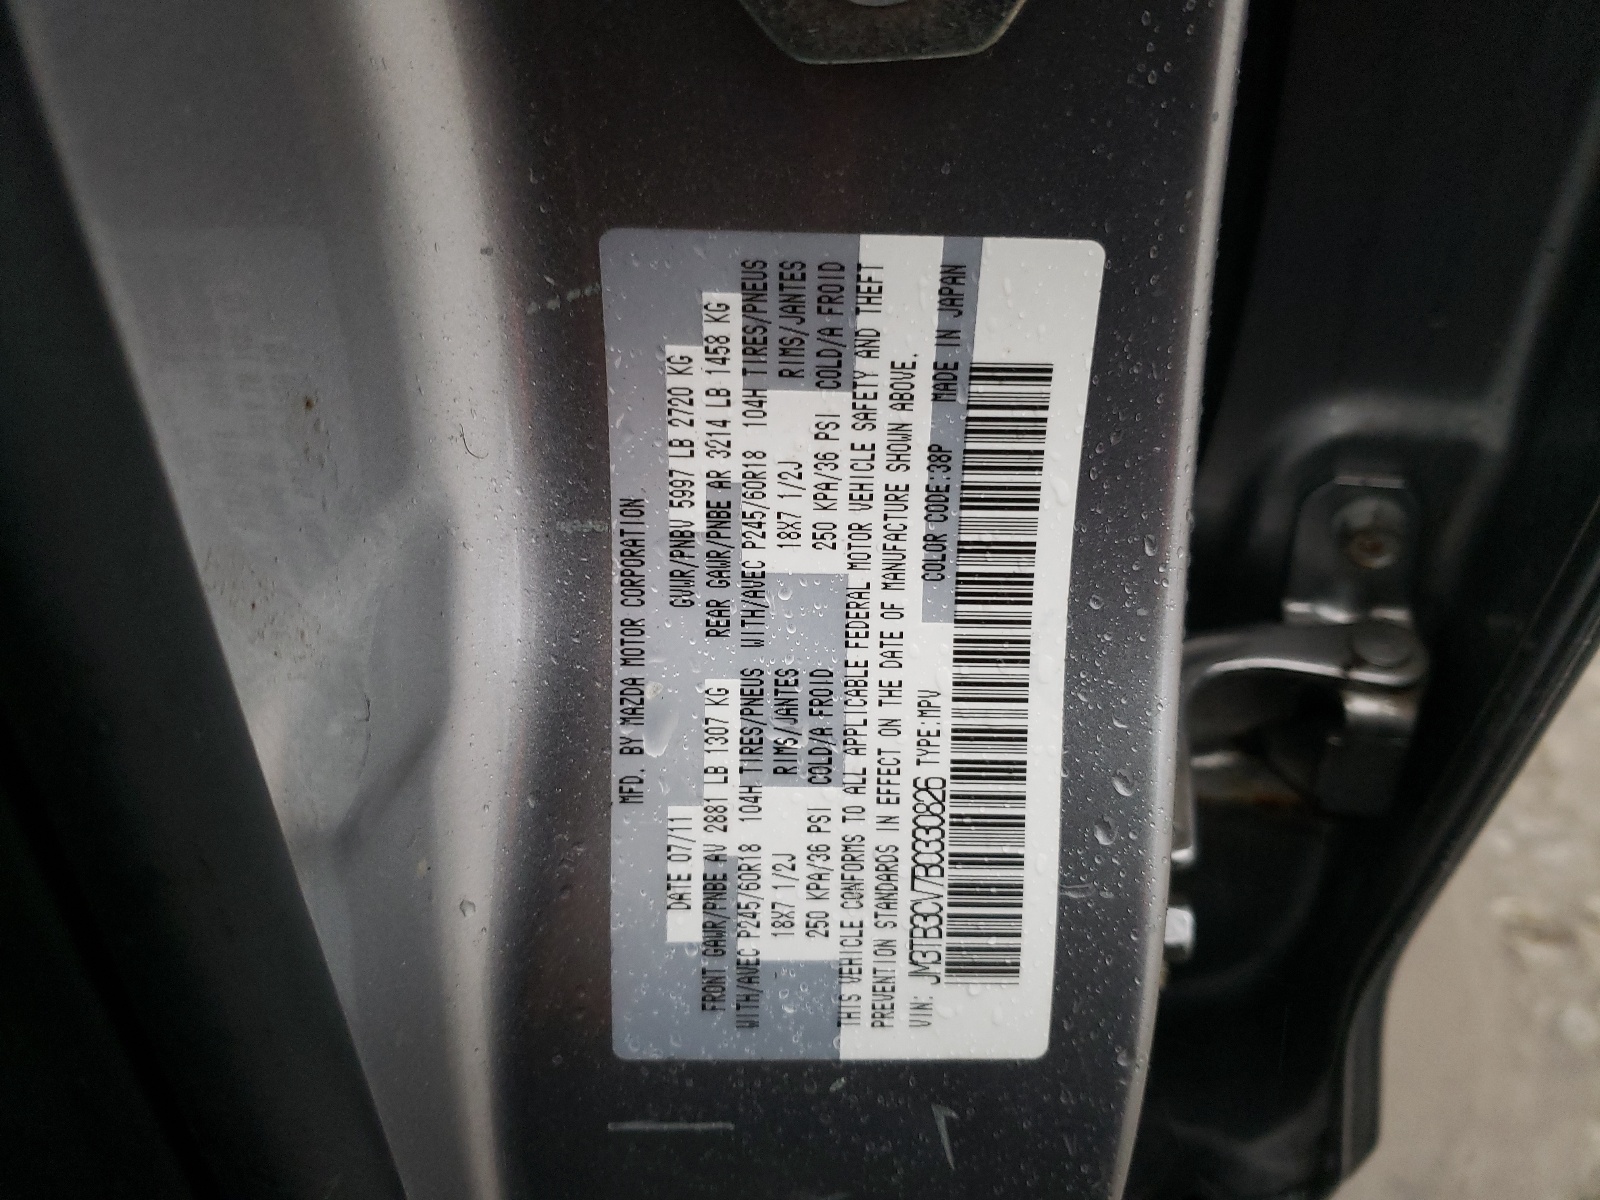 MFD. BY MAZDA MOTOR CORPORATION
DATE 07/11 GVWR/PNBV 5997 LB 2720 KG
FRONT GAWR/PNBE AV 2881 LB 1307 KG REAR GAWR/PNBE AR 3214 LB 1458 KG
WITH/AVEC P245/60R18 104H TIRES/PNEUS WITH/AVEC P245/60R18 104H TIRES/PNEUS
18X7 1/2J RIMS/JANTES 18X7 1/2J RIMS/JANTES
250 KPA/36 PSI COLD/A FROID 250 KPA/36 PSI COLD/A FROID
THIS VEHICLE CONFORMS TO ALL APPLICABLE FEDERAL MOTOR VEHICLE SAFETY AND THEFT
PREVENTION STANDARDS IN EFFECT ON THE DATE OF MANUFACTURE SHOWN ABOVE.
VIN: JM3TB3CV7B0330826 TYPE:MPV COLOR CODE:38P MADE IN JAPAN